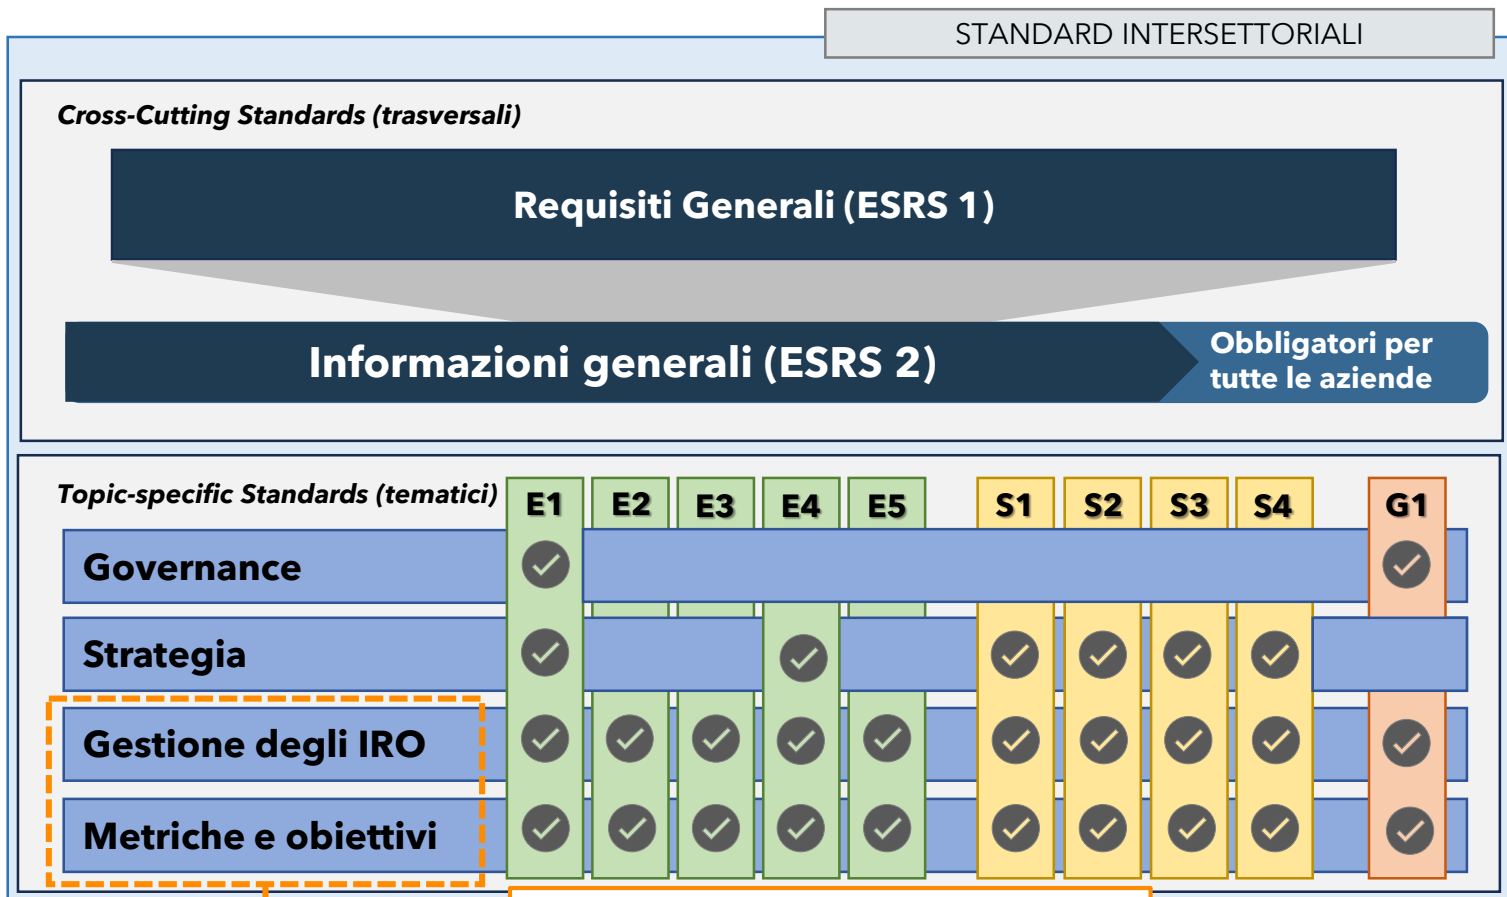 STANDARD INTERSETTORIALI
Cross-Cutting Standards (trasversali)
Requisiti Generali (ESRS 1)
Informazioni generali (ESRS 2)
Obbligatori per
tutte le aziende
Topic-specific Standards (tematici)
E1 E2 E3 E4 E5 S1 S2 S3 S4 G1
Governance
Strategia
Gestione degli IRO
Metriche e obiettivi